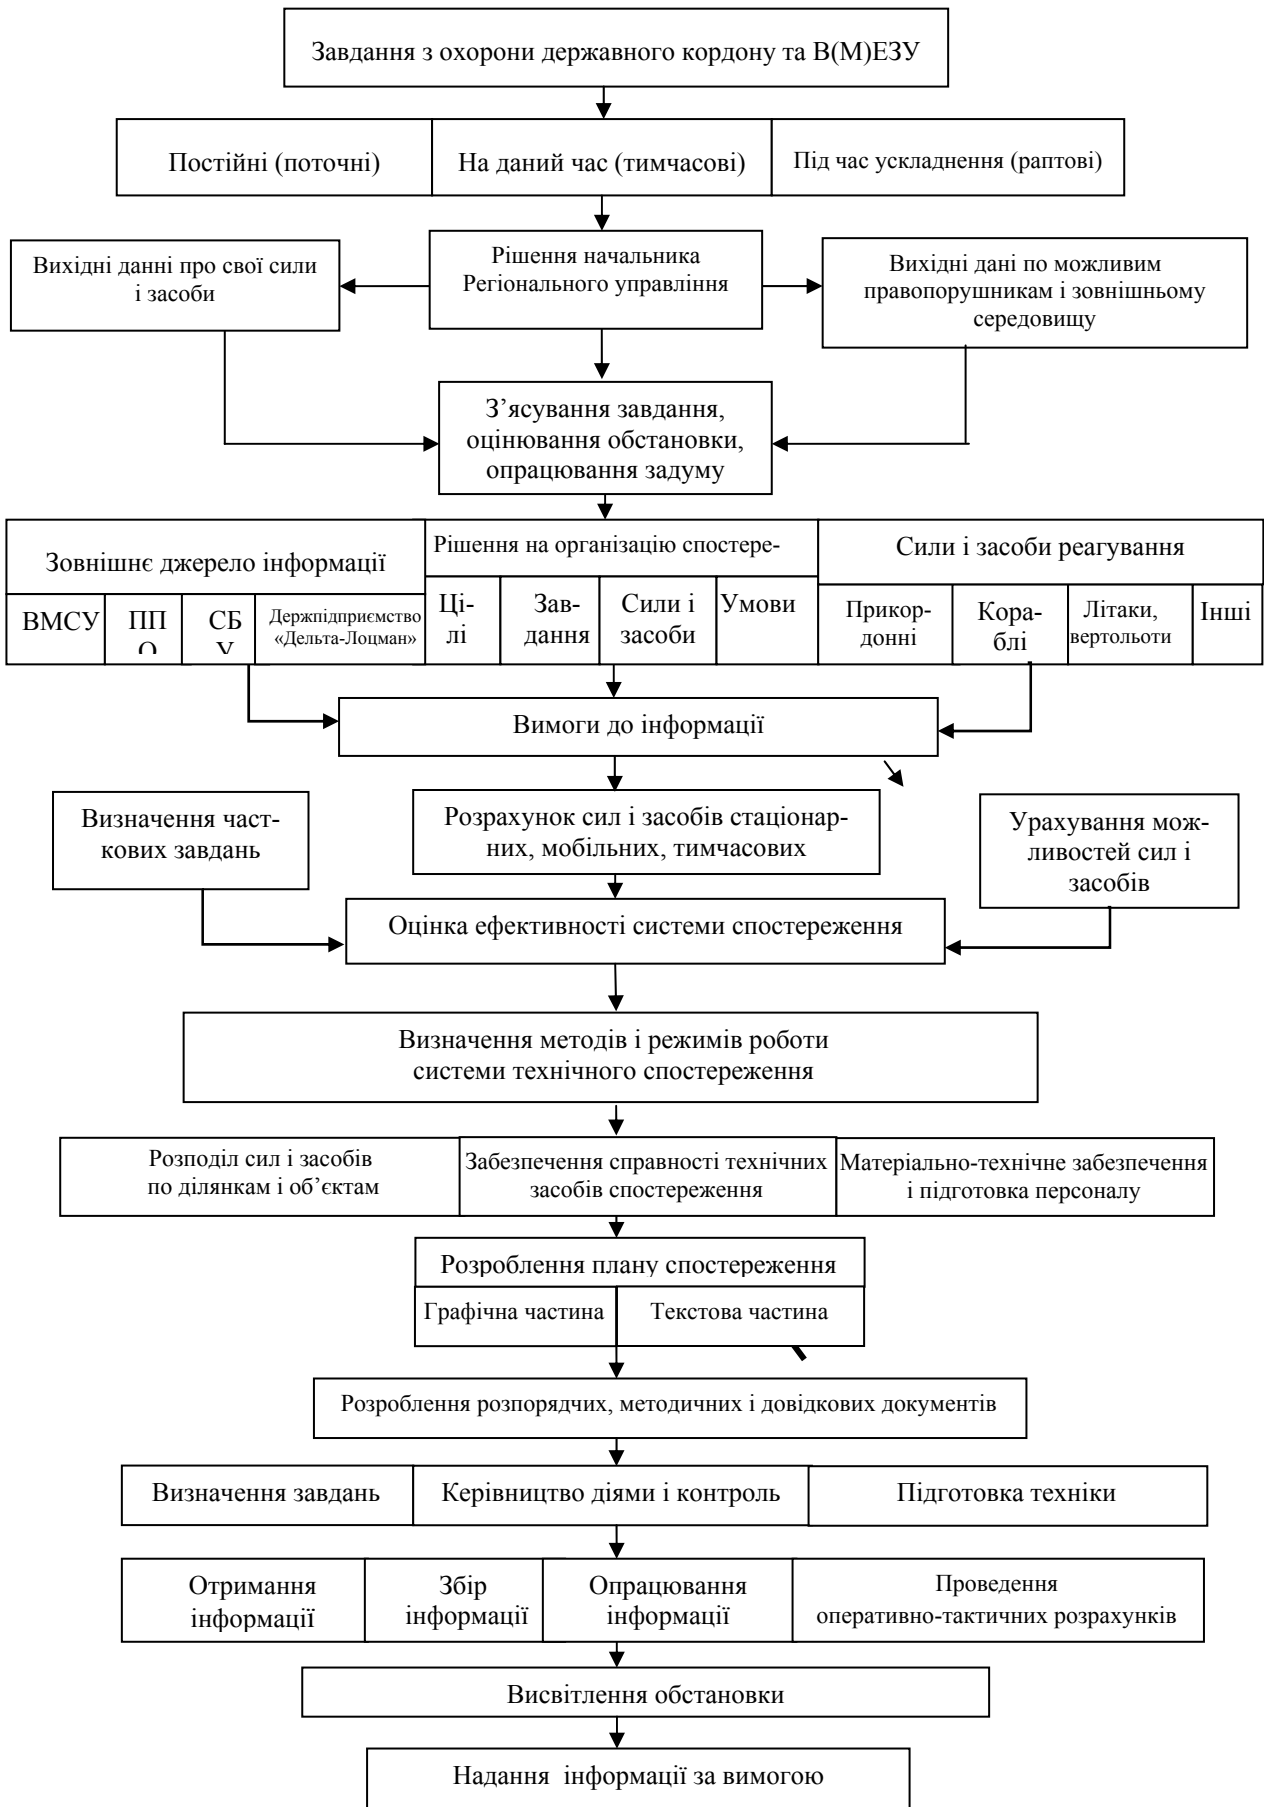 Завдання з охорони державного кордону та В(М)ЕЗУ
Постійні (поточні)
На даний час (тимчасові)
Під час ускладнення (раптові)
Вихідні данні про свої сили
і засоби
Рішення начальника
Регіонального управління
Вихідні дані по можливим
правопорушникам і зовнішньому
середовищу
З’ясування завдання,
оцінювання обстановки,
опрацювання задуму
Зовнішнє джерело інформації
Рішення на організацію спостере-
Сили і засоби реагування
ВМСУ
ПП
О
СБ
У
Держпідприємство
«Дельта-Лоцман»
Ці-
лі
Зав-
дання
Сили і
засоби
Умови
Прикор-
донні
Кора-
блі
Літаки,
вертольоти
Інші
Вимоги до інформації
Визначення част-
кових завдань
Розрахунок сил і засобів стаціонар-
них, мобільних, тимчасових
Урахування мож-
ливостей сил і
засобів
Оцінка ефективності системи спостереження
Визначення методів і режимів роботи
системи технічного спостереження
Розподіл сил і засобів
по ділянкам і об’єктам
Забезпечення справності технічних
засобів спостереження
Матеріально-технічне забезпечення
і підготовка персоналу
Розроблення плану спостереження
Графічна частина
Текстова частина
Розроблення розпорядчих, методичних і довідкових документів
Визначення завдань
Керівництво діями і контроль
Підготовка техніки
Отримання
інформації
Збір
інформації
Опрацювання
інформації
Проведення
оперативно-тактичних розрахунків
Висвітлення обстановки
Надання інформації за вимогою